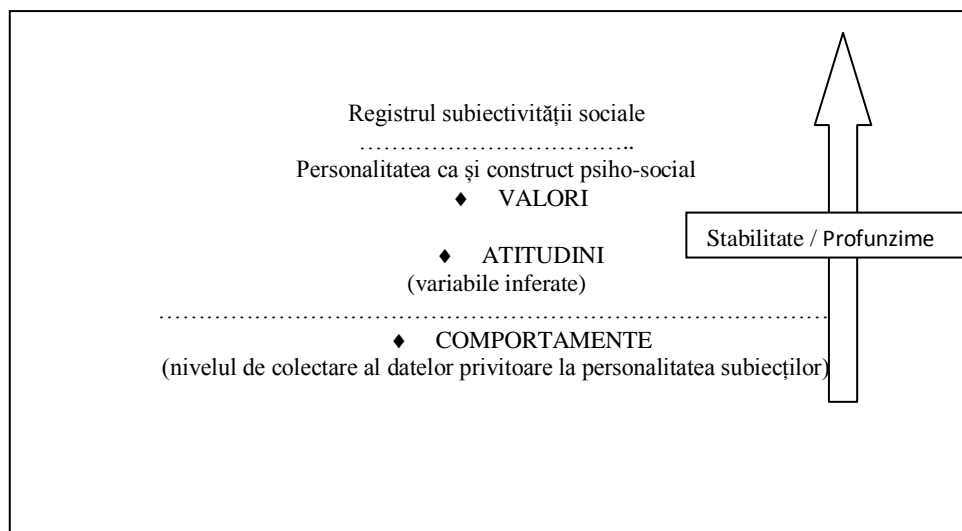 Registrul subiectivității sociale
……………………………..
Personalitatea ca și construct psiho-social
♦ VALORI
Stabilitate / Profunzime
♦ ATITUDINI
(variabile inferate)
…………………………………………………………………………
♦ COMPORTAMENTE
(nivelul de colectare al datelor privitoare la personalitatea subiecților)